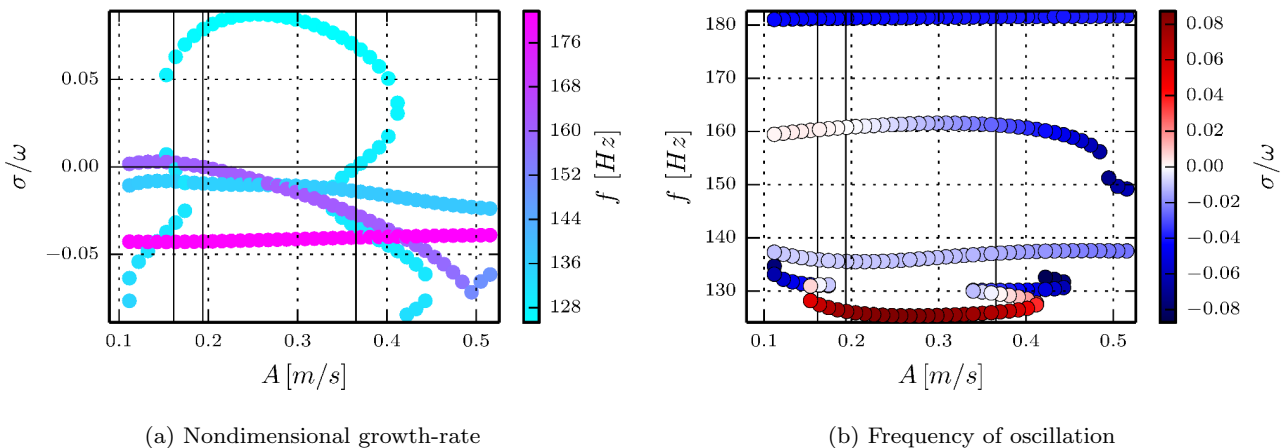 0.05
0.00
−0.05
σ/ω
0.1 0.2 0.3 0.4 0.5
A [m/s]
176
168
160
152
144
136
128
f [Hz]
(a) Nondimensional growth-rate
180
170
160
150
140
130
f [Hz]
0.1 0.2 0.3 0.4 0.5
A [m/s]
0.08
0.06
0.04
0.02
0.00
−0.02
−0.04
−0.06
−0.08
σ/ω
(b) Frequency of oscillation